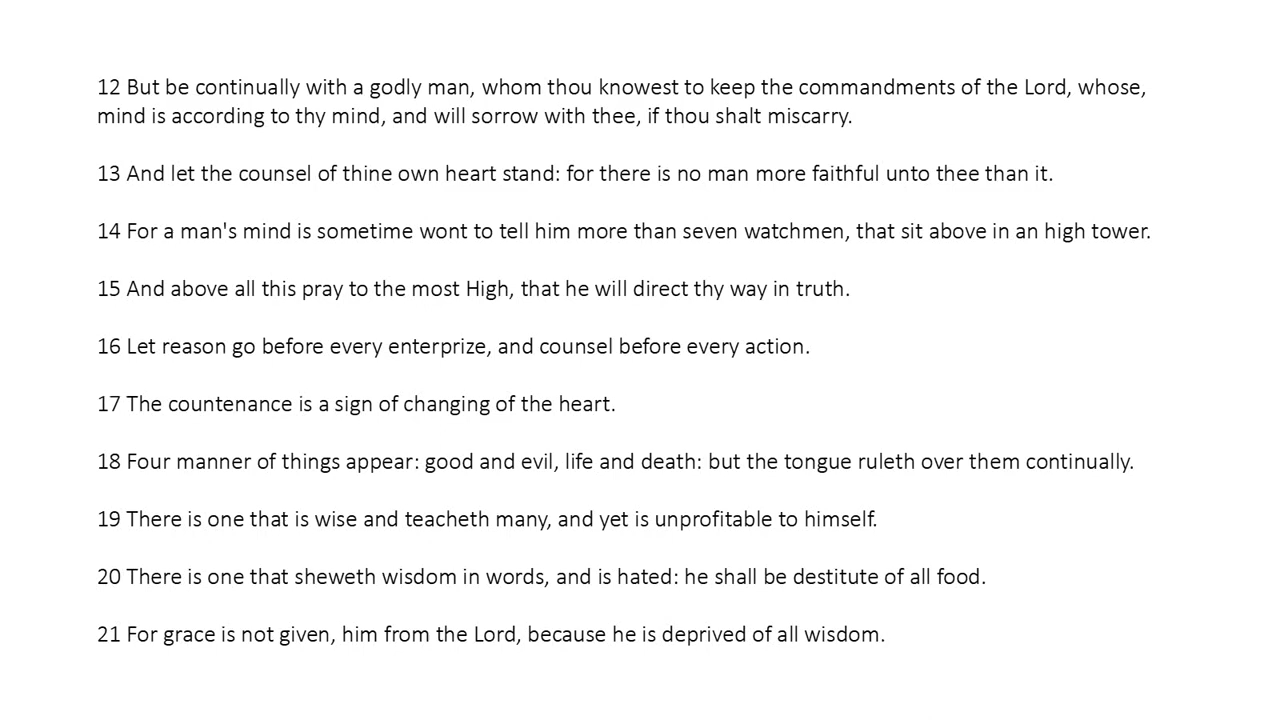 12 But be continually with a godly man, whom thou knowest to keep the commandments of the Lord, whose,
mind is according to thy mind, and will sorrow with thee, if thou shalt miscarry.
13 And let the counsel of thine own heart stand: for there is no man more faithful unto thee than it.
14 For a man's mind is sometime wont to tell him more than seven watchmen, that sit above in an high tower.
15 And above all this pray to the most High, that he will direct thy way in truth.
16 Let reason go before every enterprize, and counsel before every action.
17 The countenance is a sign of changing of the heart.
18 Four manner of things appear: good and evil, life and death: but the tongue ruleth over them continually.
19 There is one that is wise and teacheth many, and yet is unprofitable to himself.
20 There is one that sheweth wisdom in words, and is hated: he shall be destitute of all food.
21 For grace is not given, him from the Lord, because he is deprived of all wisdom.